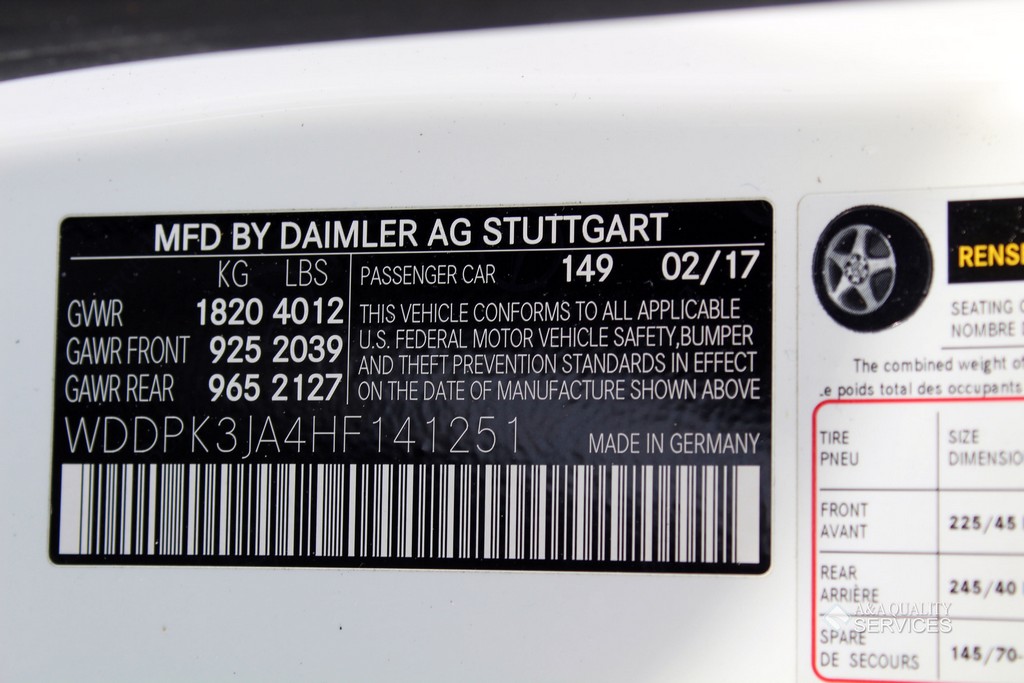 MFD BY DAIMLER AG STUTTGART
KG LBS
GVWR 1820 4012
GAWR FRONT 925 2039
GAWR REAR 965 2127
PASSENGER CAR 149 02/17
THIS VEHICLE CONFORMS TO ALL APPLICABLE
U.S. FEDERAL MOTOR VEHICLE SAFETY,BUMPER
AND THEFT PREVENTION STANDARDS IN EFFECT
ON THE DATE OF MANUFACTURE SHOWN ABOVE
WDDPK3JA4HF141251
MADE IN GERMANY
SEATING
NOMBRE
The combined weight of
poids total des occupants
TIRE SIZE
PNEU
FRONT 225/45
AVANT
REAR 245/40
ARRIÈRE
SPARE 145/70
DE SECOURS
A&A QUALITY
SERVICES